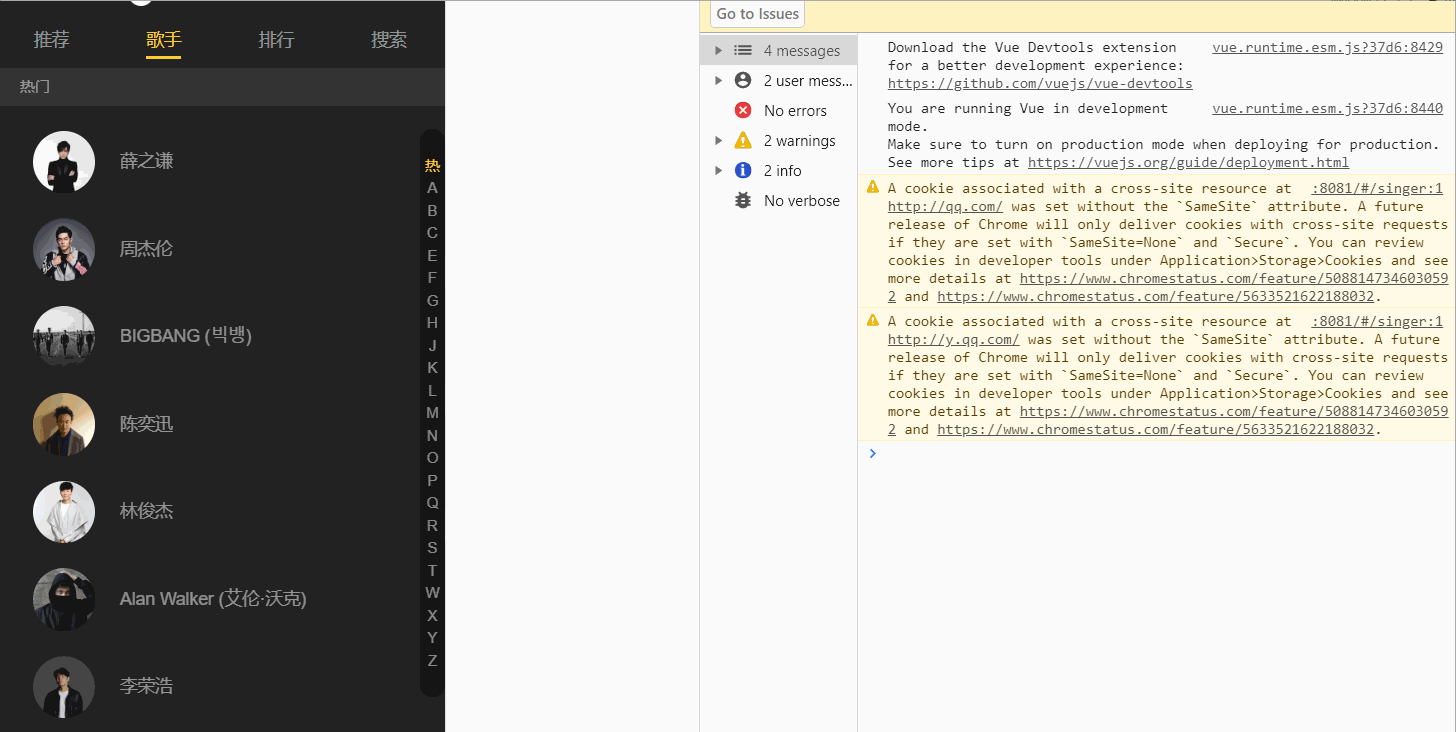 推荐 歌手 排行 搜索
热门
薛之谦
周杰伦
BIGBANG (빅뱅)
陈奕迅
林俊杰
Alan Walker (艾伦·沃克)
李荣浩
热
A
B
C
E
F
G
H
J
K
L
M
N
O
P
Q
R
S
T
W
X
Y
Z
Go to Issues
4 messages
2 user mess...
No errors
2 warnings
2 info
No verbose
Download the Vue Devtools extension vue.runtime.esm.js?37d6:8429
for a better development experience:
https://github.com/vuejs/vue-devtools
You are running Vue in development vue.runtime.esm.js?37d6:8440
mode.
Make sure to turn on production mode when deploying for production.
See more tips at https://vuejs.org/guide/deployment.html
A cookie associated with a cross-site resource at :8081/#/singer:1
http://qq.com/ was set without the `SameSite` attribute. A future
release of Chrome will only deliver cookies with cross-site requests
if they are set with `SameSite=None` and `Secure`. You can review
cookies in developer tools under Application>Storage>Cookies and see
more details at https://www.chromestatus.com/feature/508814734603059
2 and https://www.chromestatus.com/feature/5633521622188032.
A cookie associated with a cross-site resource at :8081/#/singer:1
http://y.qq.com/ was set without the `SameSite` attribute. A future
release of Chrome will only deliver cookies with cross-site requests
if they are set with `SameSite=None` and `Secure`. You can review
cookies in developer tools under Application>Storage>Cookies and see
more details at https://www.chromestatus.com/feature/508814734603059
2 and https://www.chromestatus.com/feature/5633521622188032.